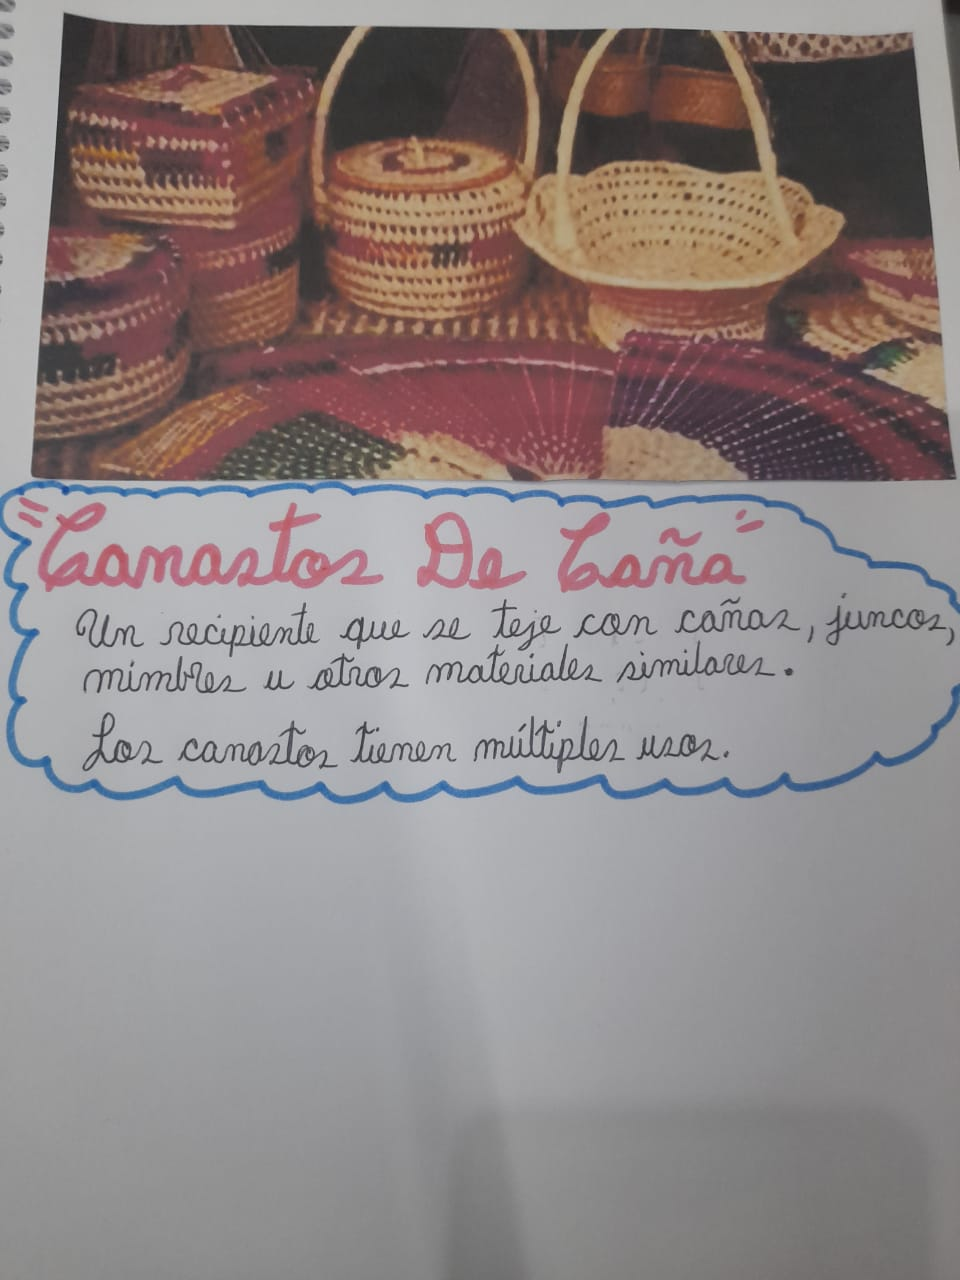 "Canastos De Caña"
Un recipiente que se teje con cañas, juncos,
mimbres u otros materiales similares.
Los canastos tienen múltiples usos.